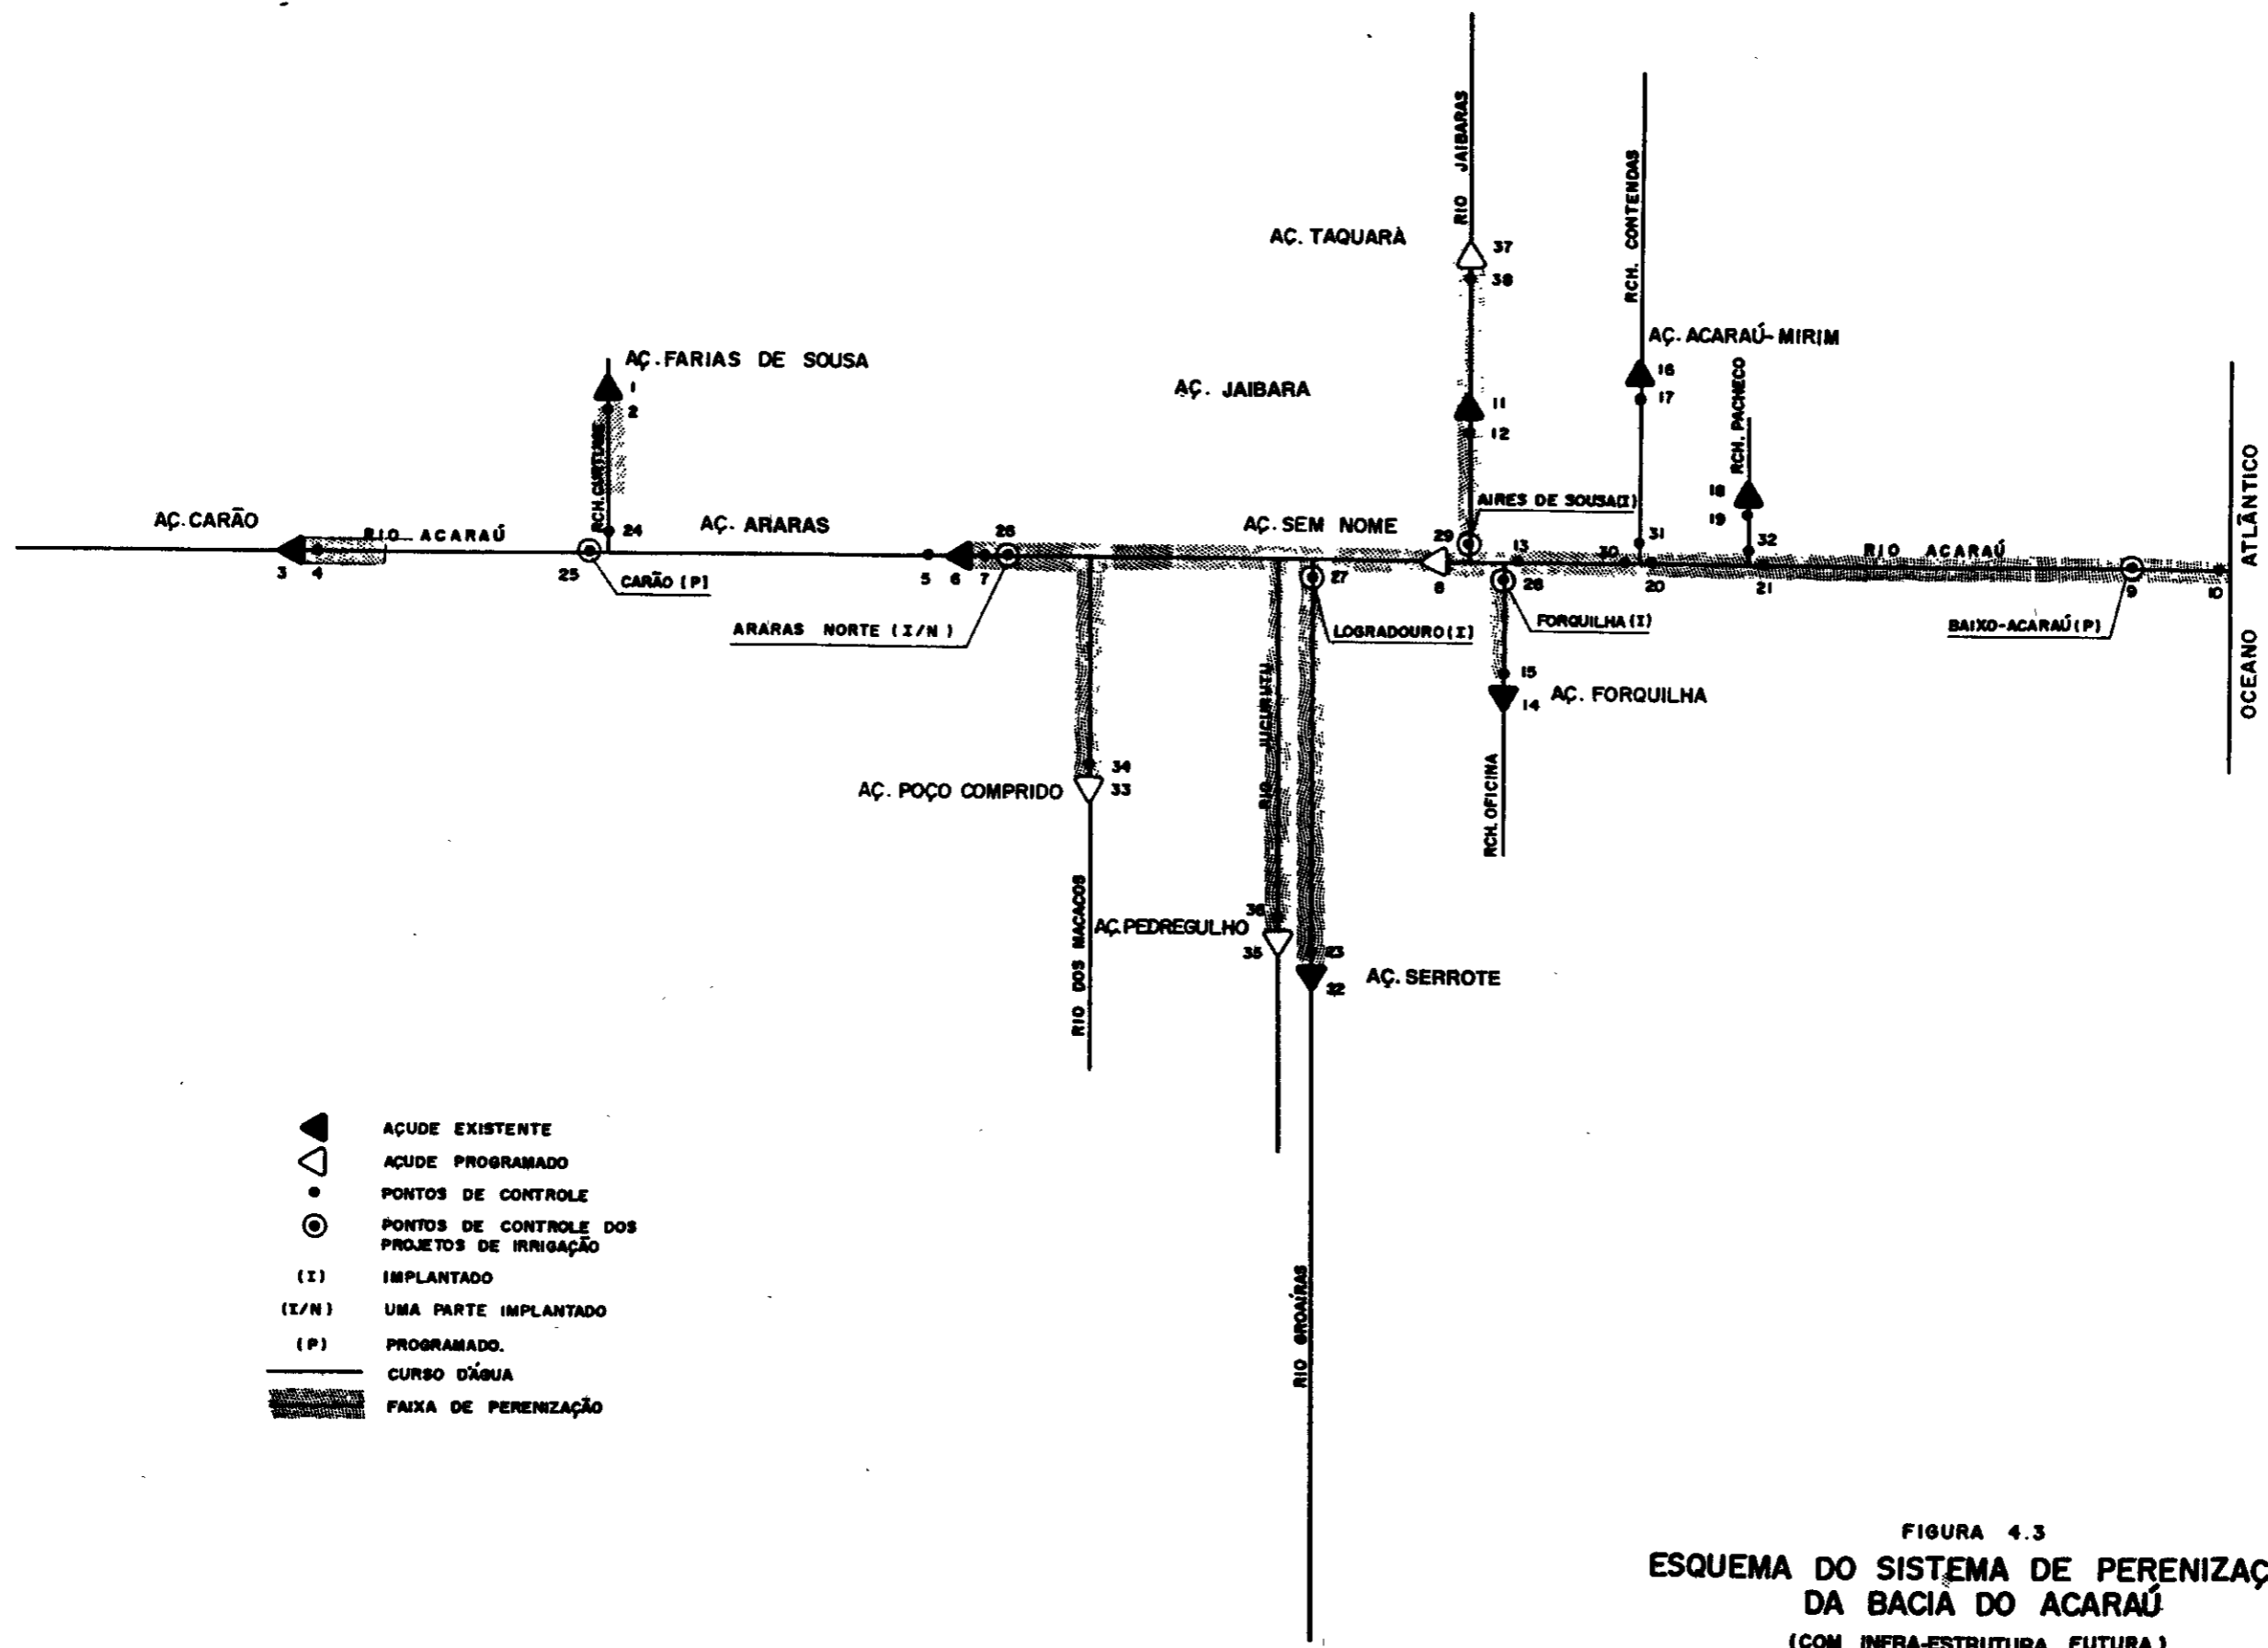 RIO JAIBARAS
RCH. CONTENDAS
AÇ. TAQUARÀ
37
38
AÇ. ACARAÚ-MIRIM
16
17
RCH. PACHECO
AÇ. FARIAS DE SOUSA
1
2
AÇ. JAIBARA
11
12
18
19
OCEANO ATLÂNTICO
AIRES DE SOUSA(I)
AÇ. CARÃO
RIO ACARAÚ
24
AÇ. ARARAS
26
AÇ. SEM NOME
29
13
30
31
32
RIO ACARAÚ
3
4
25
CARÃO (P)
5
6
7
27
8
28
20
21
9
10
ARARAS NORTE (I/N)
LOGRADOURO(I)
FORQUILHA(I)
BAIXO-ACARAÚ(P)
15
14
AÇ. FORQUILHA
RCH. OFICINA
34
33
AÇ. POÇO COMPRIDO
RIO DOS MACACOS
36
AÇ. PEDREGULHO
35
23
22
AÇ. SERROTE
RIO GROAÍRAS
AÇUDE EXISTENTE
AÇUDE PROGRAMADO
PONTOS DE CONTROLE
PONTOS DE CONTROLE DOS
PROJETOS DE IRRIGAÇÃO
(I) IMPLANTADO
(I/N) UMA PARTE IMPLANTADO
(P) PROGRAMADO.
CURSO D'ÁGUA
FAIXA DE PERENIZAÇÃO
FIGURA 4.3
ESQUEMA DO SISTEMA DE PERENIZAÇ
DA BACIA DO ACARAÚ
(COM INFRA-ESTRUTURA FUTURA)